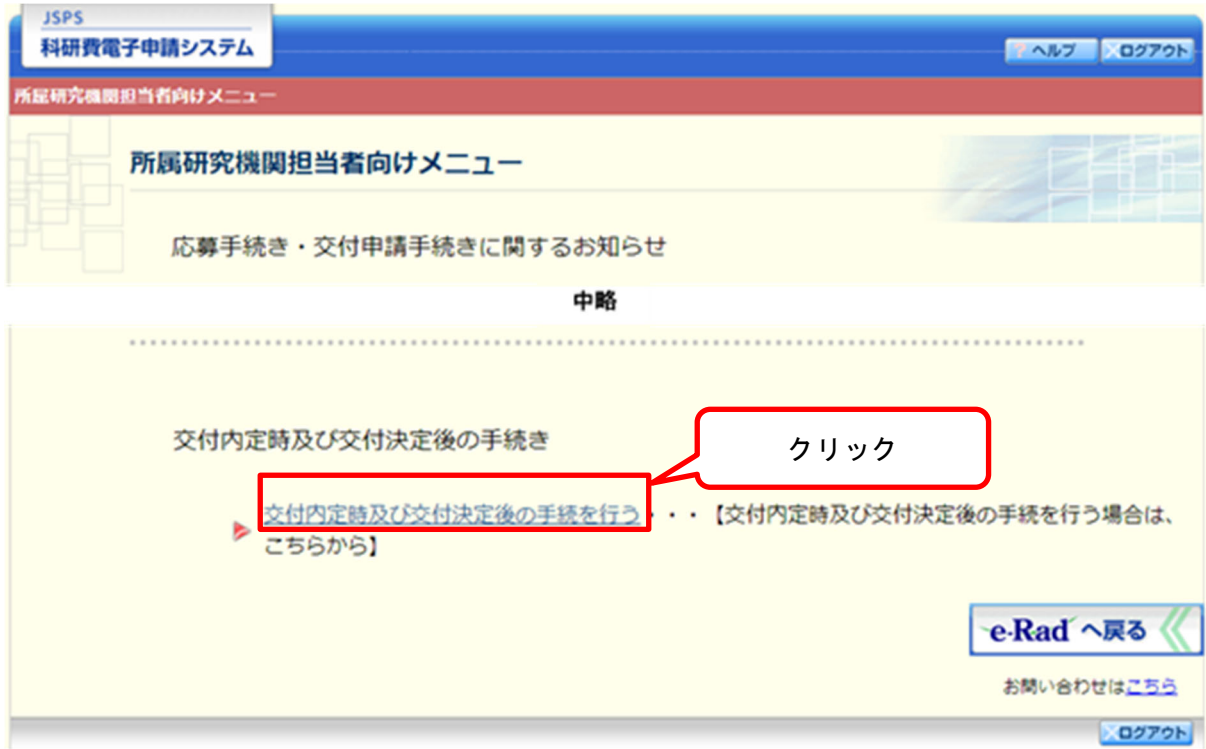 JSPS
科研費電子申請システム
? ヘルプ
ログアウト
所属研究機関担当者向けメニュー
所属研究機関担当者向けメニュー
応募手続き・交付申請手続きに関するお知らせ
中略
交付内定時及び交付決定後の手続き
クリック
交付内定時及び交付決定後の手続を行う・・・【交付内定時及び交付決定後の手続を行う場合は、
こちらから】
e-Rad へ戻る
お問い合わせはこちら
ログアウト